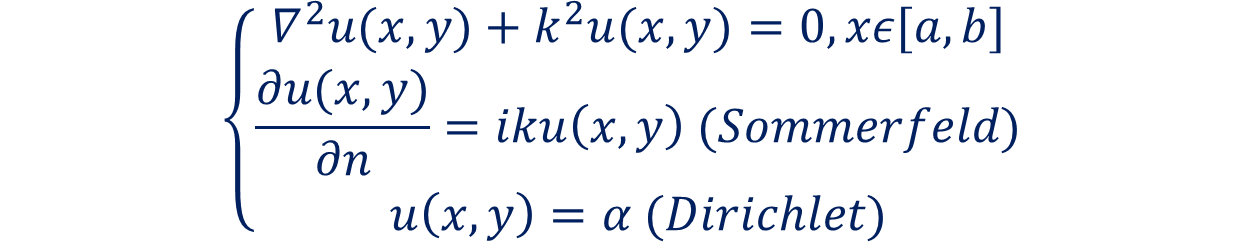 ∇²u(x, y) + k²u(x, y) = 0, xϵ[a, b]
∂u(x, y)/∂n = iku(x, y) (Sommerfeld)
u(x, y) = α (Dirichlet)